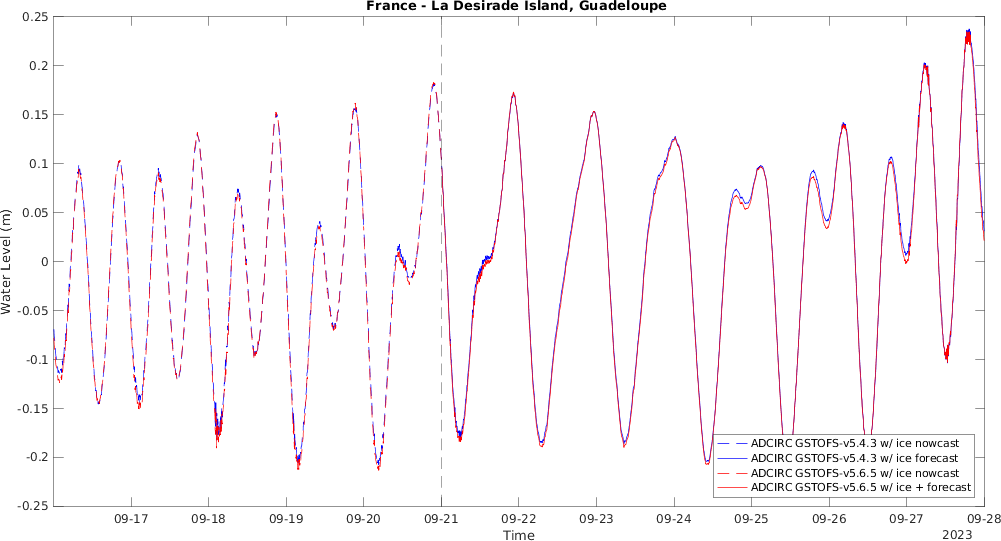 France - La Desirade Island, Guadeloupe
0.25
0.2
0.15
0.1
0.05
0
-0.05
-0.1
-0.15
-0.2
-0.25
Water Level (m)
09-17 09-18 09-19 09-20 09-21 09-22 09-23 09-24 09-25 09-26 09-27 09-28
Time
2023
ADCIRC GSTOFS-v5.4.3 w/ ice nowcast
ADCIRC GSTOFS-v5.4.3 w/ ice forecast
ADCIRC GSTOFS-v5.6.5 w/ ice nowcast
ADCIRC GSTOFS-v5.6.5 w/ ice + forecast